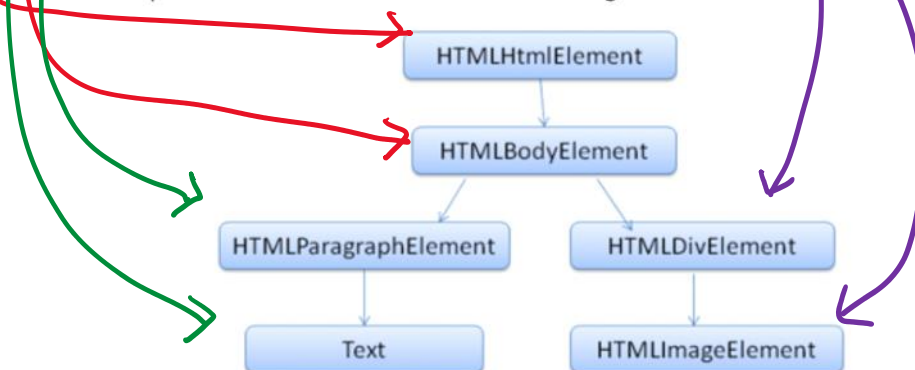 HTMLHtmlElement
HTMLBodyElement
HTMLParagraphElement
HTMLDivElement
Text
HTMLImageElement